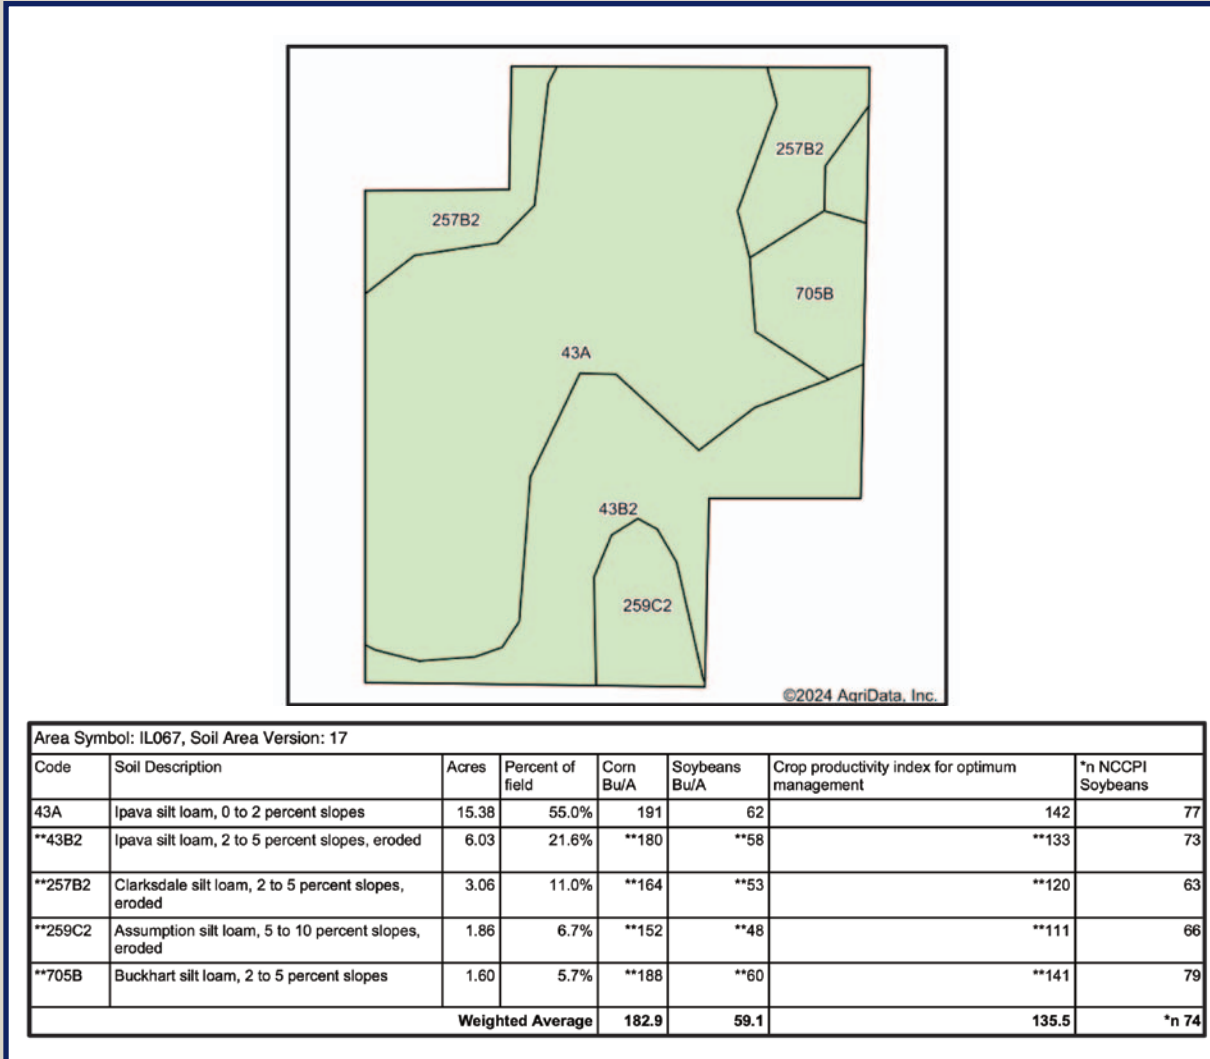 257B2
257B2
705B
43A
43B2
259C2
©2024 AgriData, Inc.
Area Symbol: IL067, Soil Area Version: 17
Code Soil Description Acres Percent of field Corn Bu/A Soybeans Bu/A Crop productivity index for optimum management *n NCCPI Soybeans
43A Ipava silt loam, 0 to 2 percent slopes 15.38 55.0% 191 62 142 77
**43B2 Ipava silt loam, 2 to 5 percent slopes, eroded 6.03 21.6% **180 **58 **133 73
**257B2 Clarksdale silt loam, 2 to 5 percent slopes, eroded 3.06 11.0% **164 **53 **120 63
**259C2 Assumption silt loam, 5 to 10 percent slopes, eroded 1.86 6.7% **152 **48 **111 66
**705B Buckhart silt loam, 2 to 5 percent slopes 1.60 5.7% **188 **60 **141 79
Weighted Average 182.9 59.1 135.5 *n 74